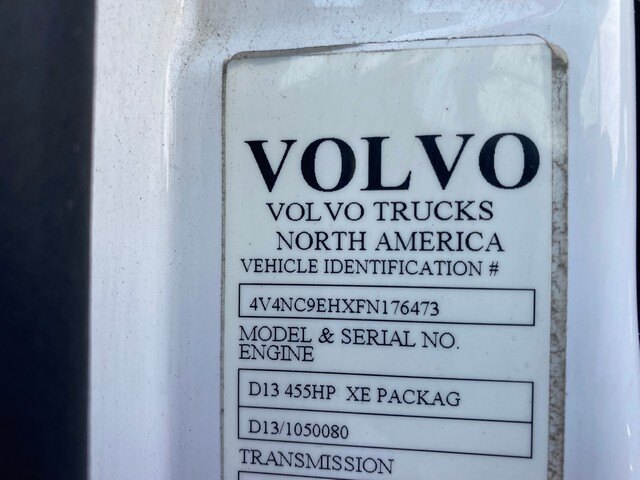 VOLVO
VOLVO TRUCKS
NORTH AMERICA
VEHICLE IDENTIFICATION #
4V4NC9EHXFN176473
MODEL & SERIAL NO.
ENGINE
D13 455HP XE PACKAG
D13/1050080
TRANSMISSION